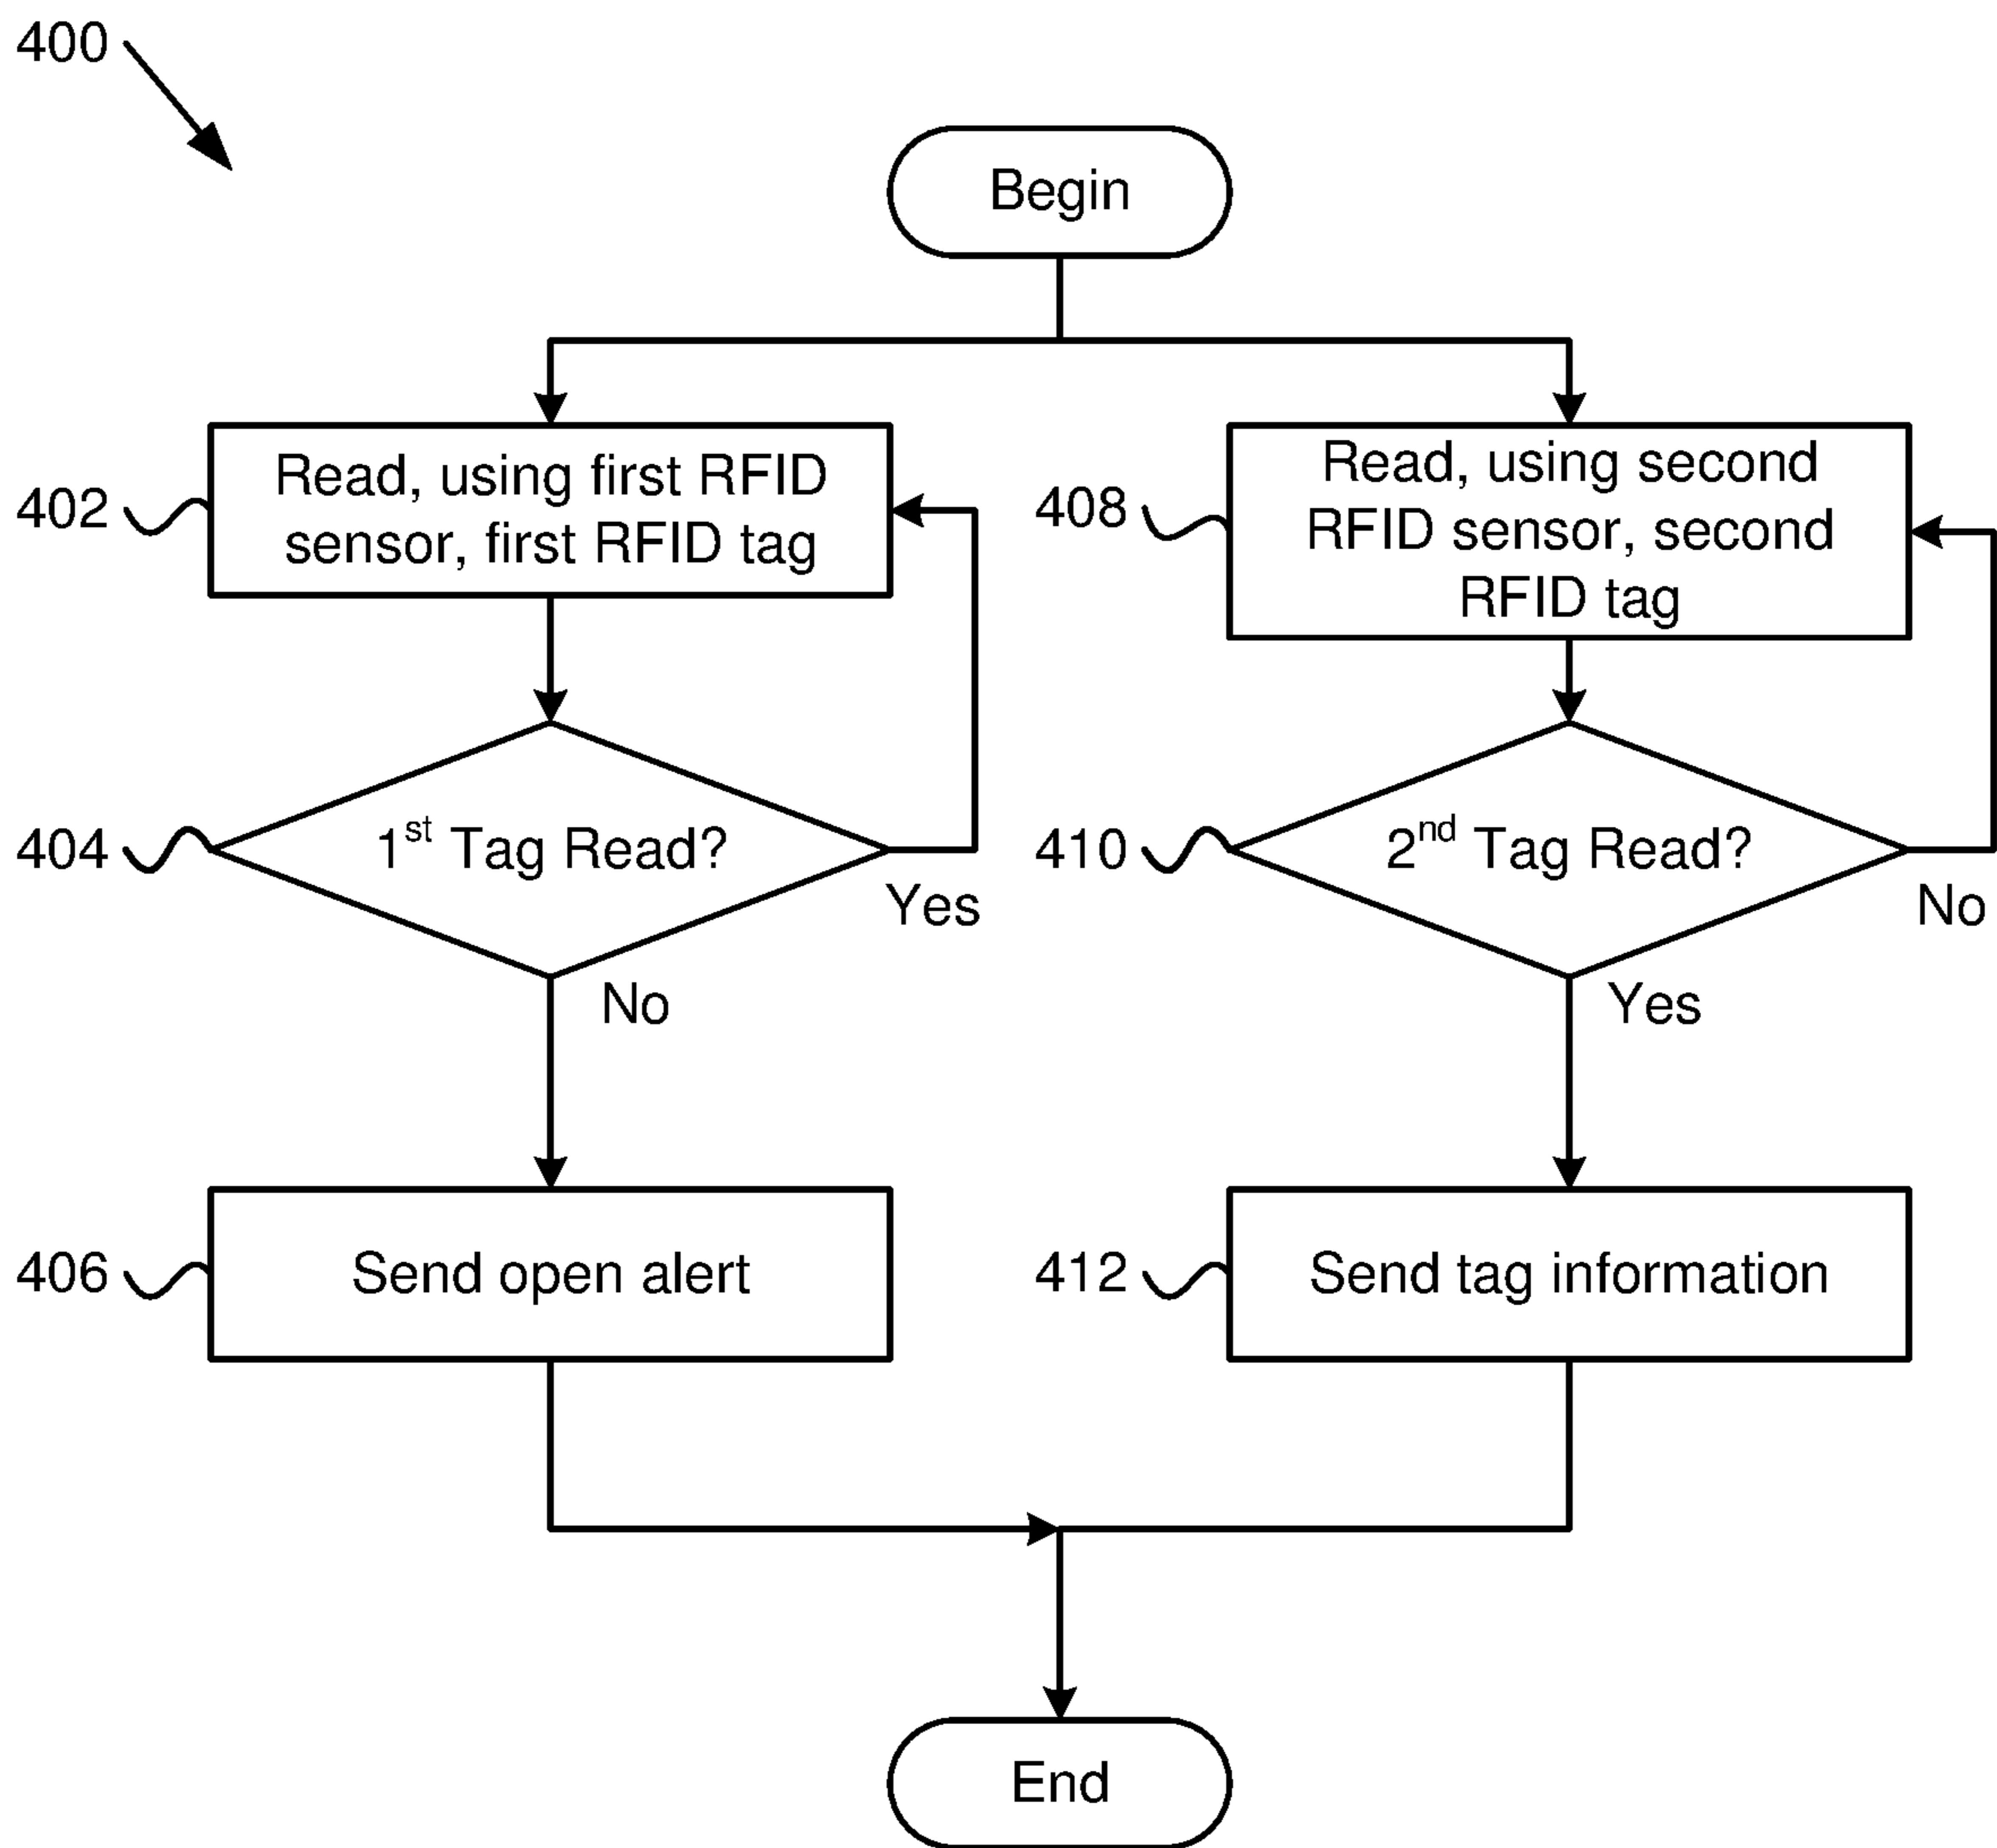 400
Begin
402
Read, using first RFID
sensor, first RFID tag
408
Read, using second
RFID sensor, second
RFID tag
404
1st Tag Read?
Yes
No
410
2nd Tag Read?
No
Yes
406
Send open alert
412
Send tag information
End